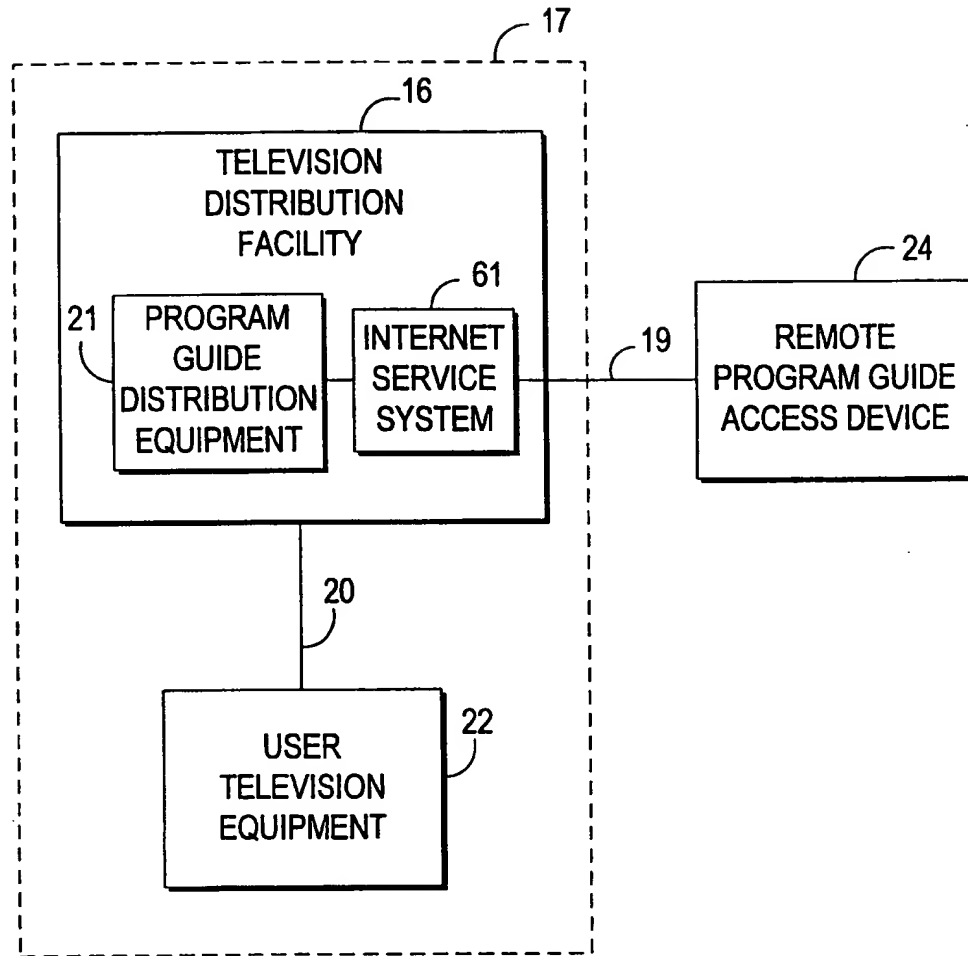 17
16
TELEVISION
DISTRIBUTION
FACILITY
61
21
PROGRAM
GUIDE
DISTRIBUTION
EQUIPMENT
INTERNET
SERVICE
SYSTEM
19
24
REMOTE
PROGRAM GUIDE
ACCESS DEVICE
20
22
USER
TELEVISION
EQUIPMENT